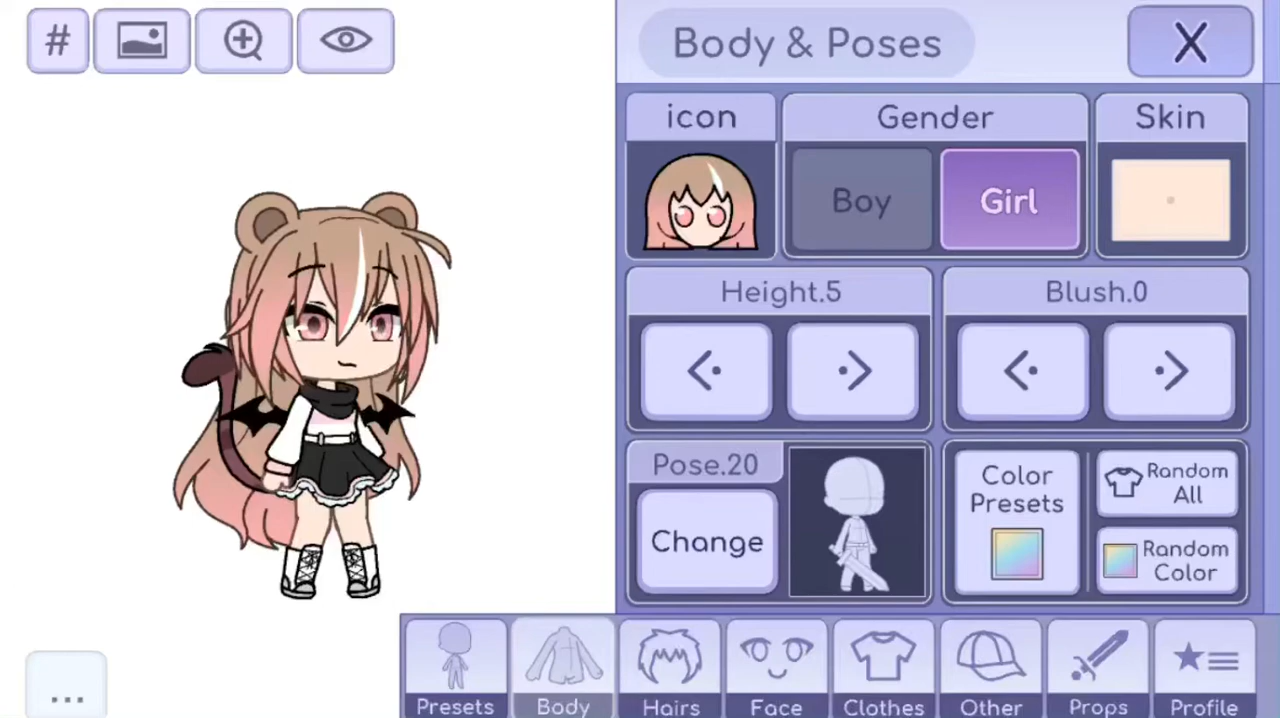 #
Body & Poses
X
icon
Gender
Skin
Boy
Girl
Height.5
Blush.0
Pose.20
Change
Color
Presets
Random
All
Random
Color
...
Presets
Body
Hairs
Face
Clothes
Other
Props
Profile